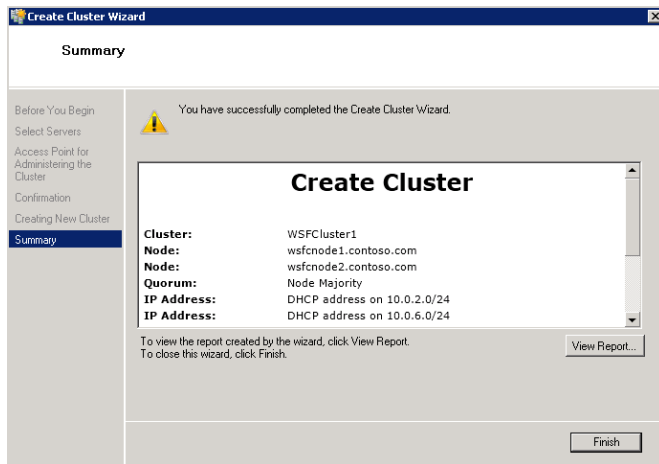 Create Cluster Wizard
Summary
Before You Begin
Select Servers
Access Point for
Administering the
Cluster
Confirmation
Creating New Cluster
Summary
You have successfully completed the Create Cluster Wizard.
Create Cluster
Cluster: WSFCluster1
Node: wsfcnode1.contoso.com
Node: wsfcnode2.contoso.com
Quorum: Node Majority
IP Address: DHCP address on 10.0.2.0/24
IP Address: DHCP address on 10.0.6.0/24
To view the report created by the wizard, click View Report.
To close this wizard, click Finish.
View Report...
Finish